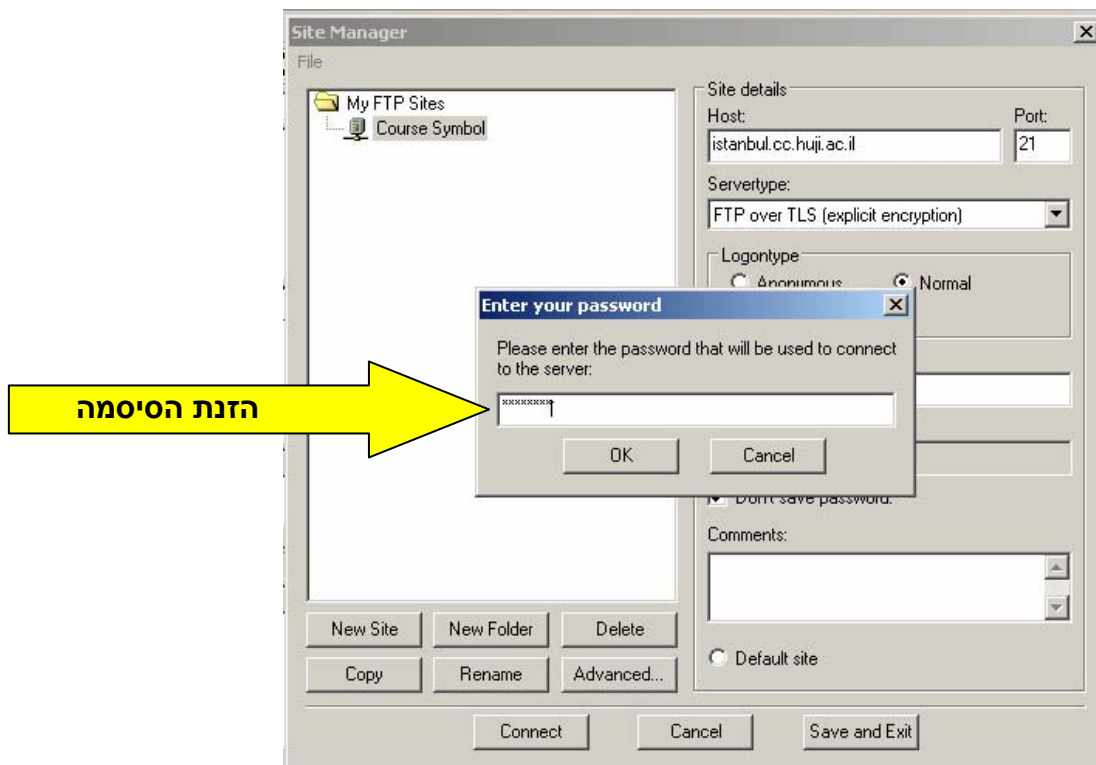 Site Manager
File
My FTP Sites
Course Symbol
Site details
Host:
Port:
istanbul.cc.huji.ac.il
21
Servertype:
FTP over TLS (explicit encryption)
Logontype
Anonymous
Normal
Enter your password
Please enter the password that will be used to connect
to the server:
הזנת הסיסמה
********
OK
Cancel
Don't save password.
Comments:
New Site
New Folder
Delete
Default site
Copy
Rename
Advanced...
Connect
Cancel
Save and Exit